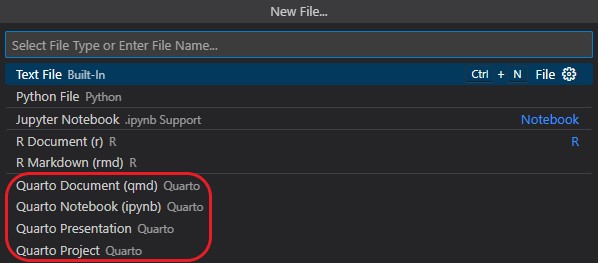 New File...
Select File Type or Enter File Name...
Text File Built-In Ctrl + N File
Python File Python
Jupyter Notebook .ipynb Support Notebook
R Document (r) R R
R Markdown (rmd) R
Quarto Document (qmd) Quarto
Quarto Notebook (ipynb) Quarto
Quarto Presentation Quarto
Quarto Project Quarto